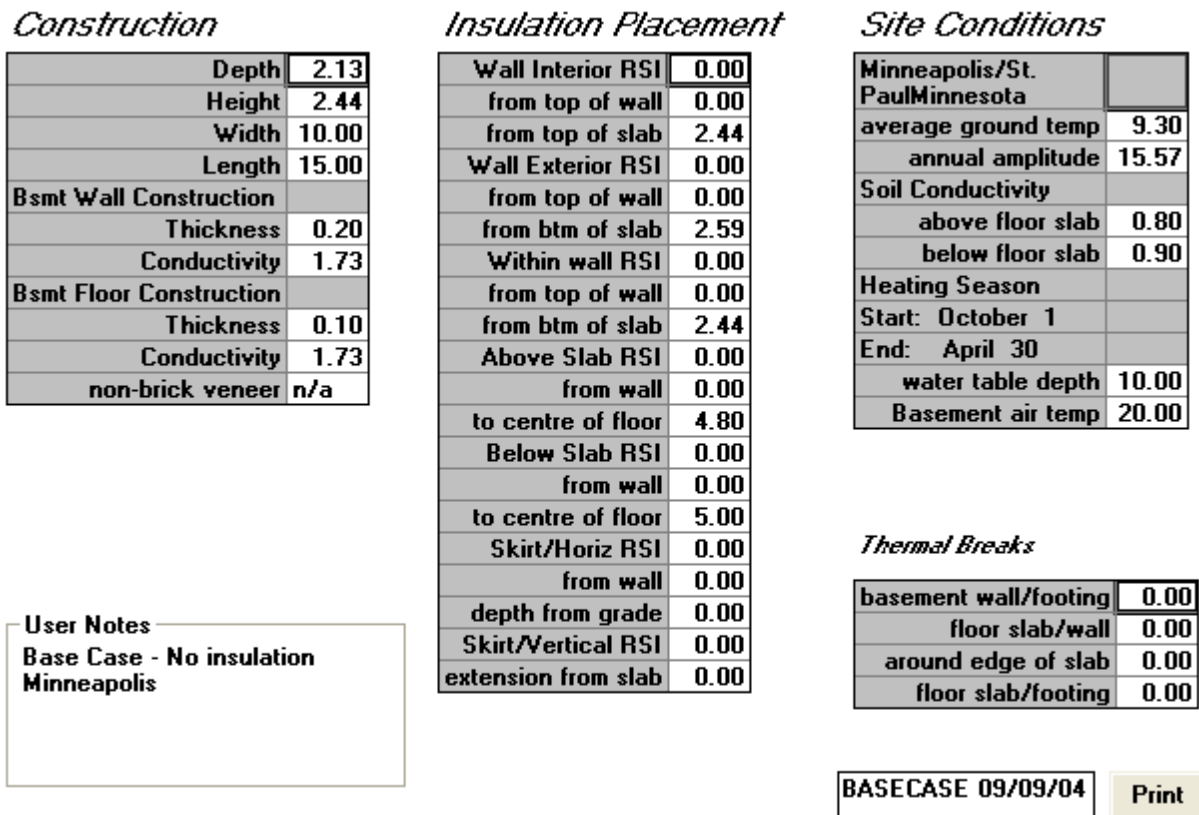 Construction
Depth 2.13
Height 2.44
Width 10.00
Length 15.00
Bsmt Wall Construction
Thickness 0.20
Conductivity 1.73
Bsmt Floor Construction
Thickness 0.10
Conductivity 1.73
non-brick veneer n/a
User Notes
Base Case - No insulation
Minneapolis
Insulation Placement
Wall Interior RSI 0.00
from top of wall 0.00
from top of slab 2.44
Wall Exterior RSI 0.00
from top of wall 0.00
from btm of slab 2.59
Within wall RSI 0.00
from top of wall 0.00
from btm of slab 2.44
Above Slab RSI 0.00
from wall 0.00
to centre of floor 4.80
Below Slab RSI 0.00
from wall 0.00
to centre of floor 5.00
Skirt/Horiz RSI 0.00
from wall 0.00
depth from grade 0.00
Skirt/Vertical RSI 0.00
extension from slab 0.00
Site Conditions
Minneapolis/St.
PaulMinnesota
average ground temp 9.30
annual amplitude 15.57
Soil Conductivity
above floor slab 0.80
below floor slab 0.90
Heating Season
Start: October 1
End: April 30
water table depth 10.00
Basement air temp 20.00
Thermal Breaks
basement wall/footing 0.00
floor slab/wall 0.00
around edge of slab 0.00
floor slab/footing 0.00
BASECASE 09/09/04
Print